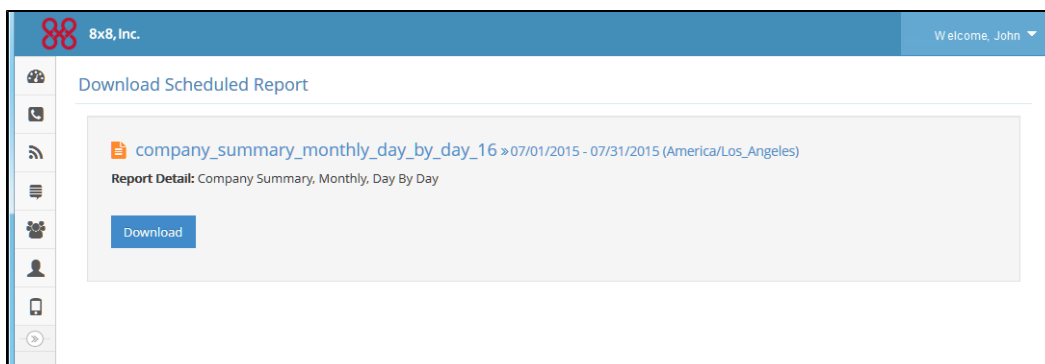 8x8, Inc.
Welcome, John
Download Scheduled Report
company_summary_monthly_day_by_day_16 » 07/01/2015 - 07/31/2015 (America/Los_Angeles)
Report Detail: Company Summary, Monthly, Day By Day
Download